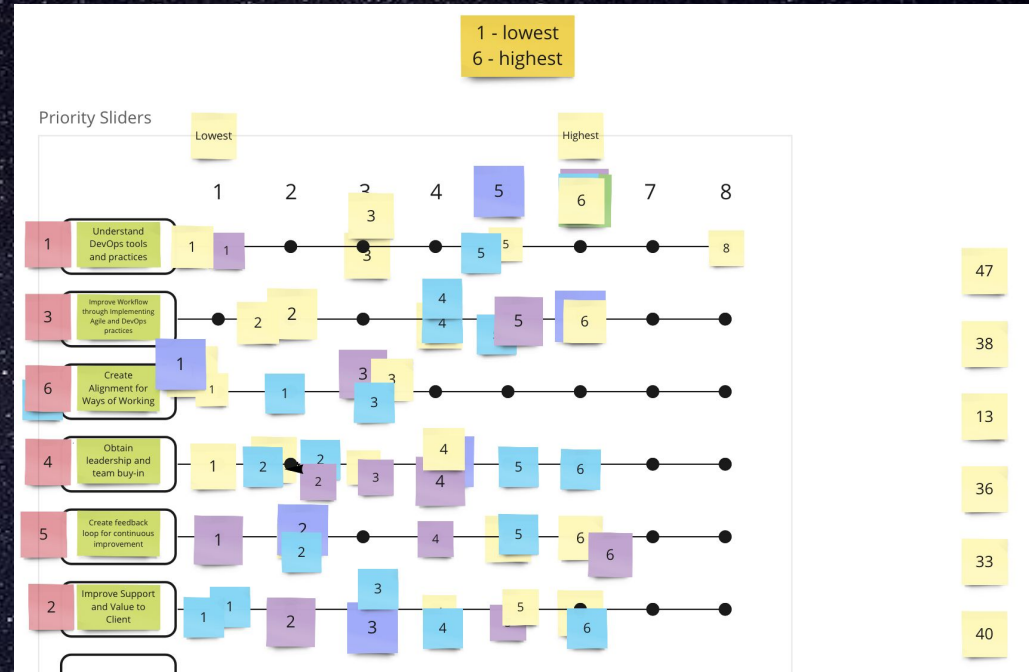 1 - lowest
6 - highest
Priority Sliders
Lowest
Highest
1 2 3 4 5 6 7 8
3
1
Understand
DevOps tools
and practices
1 1 3 5 5 8
47
3
Improve Workflow
through Implementing
Agile and DevOps
practices
2 2 4 4 5 6
38
6
Create
Alignment for
Ways of Working
1 1 1 3 3 3
13
4
Obtain
leadership and
team buy-in
1 2 2 2 3 4 4 5 6
36
5
Create feedback
loop for continuous
improvement
1 2 2 4 5 6 6
33
2
Improve Support
and Value to
Client
1 1 2 3 3 4 5 6
40